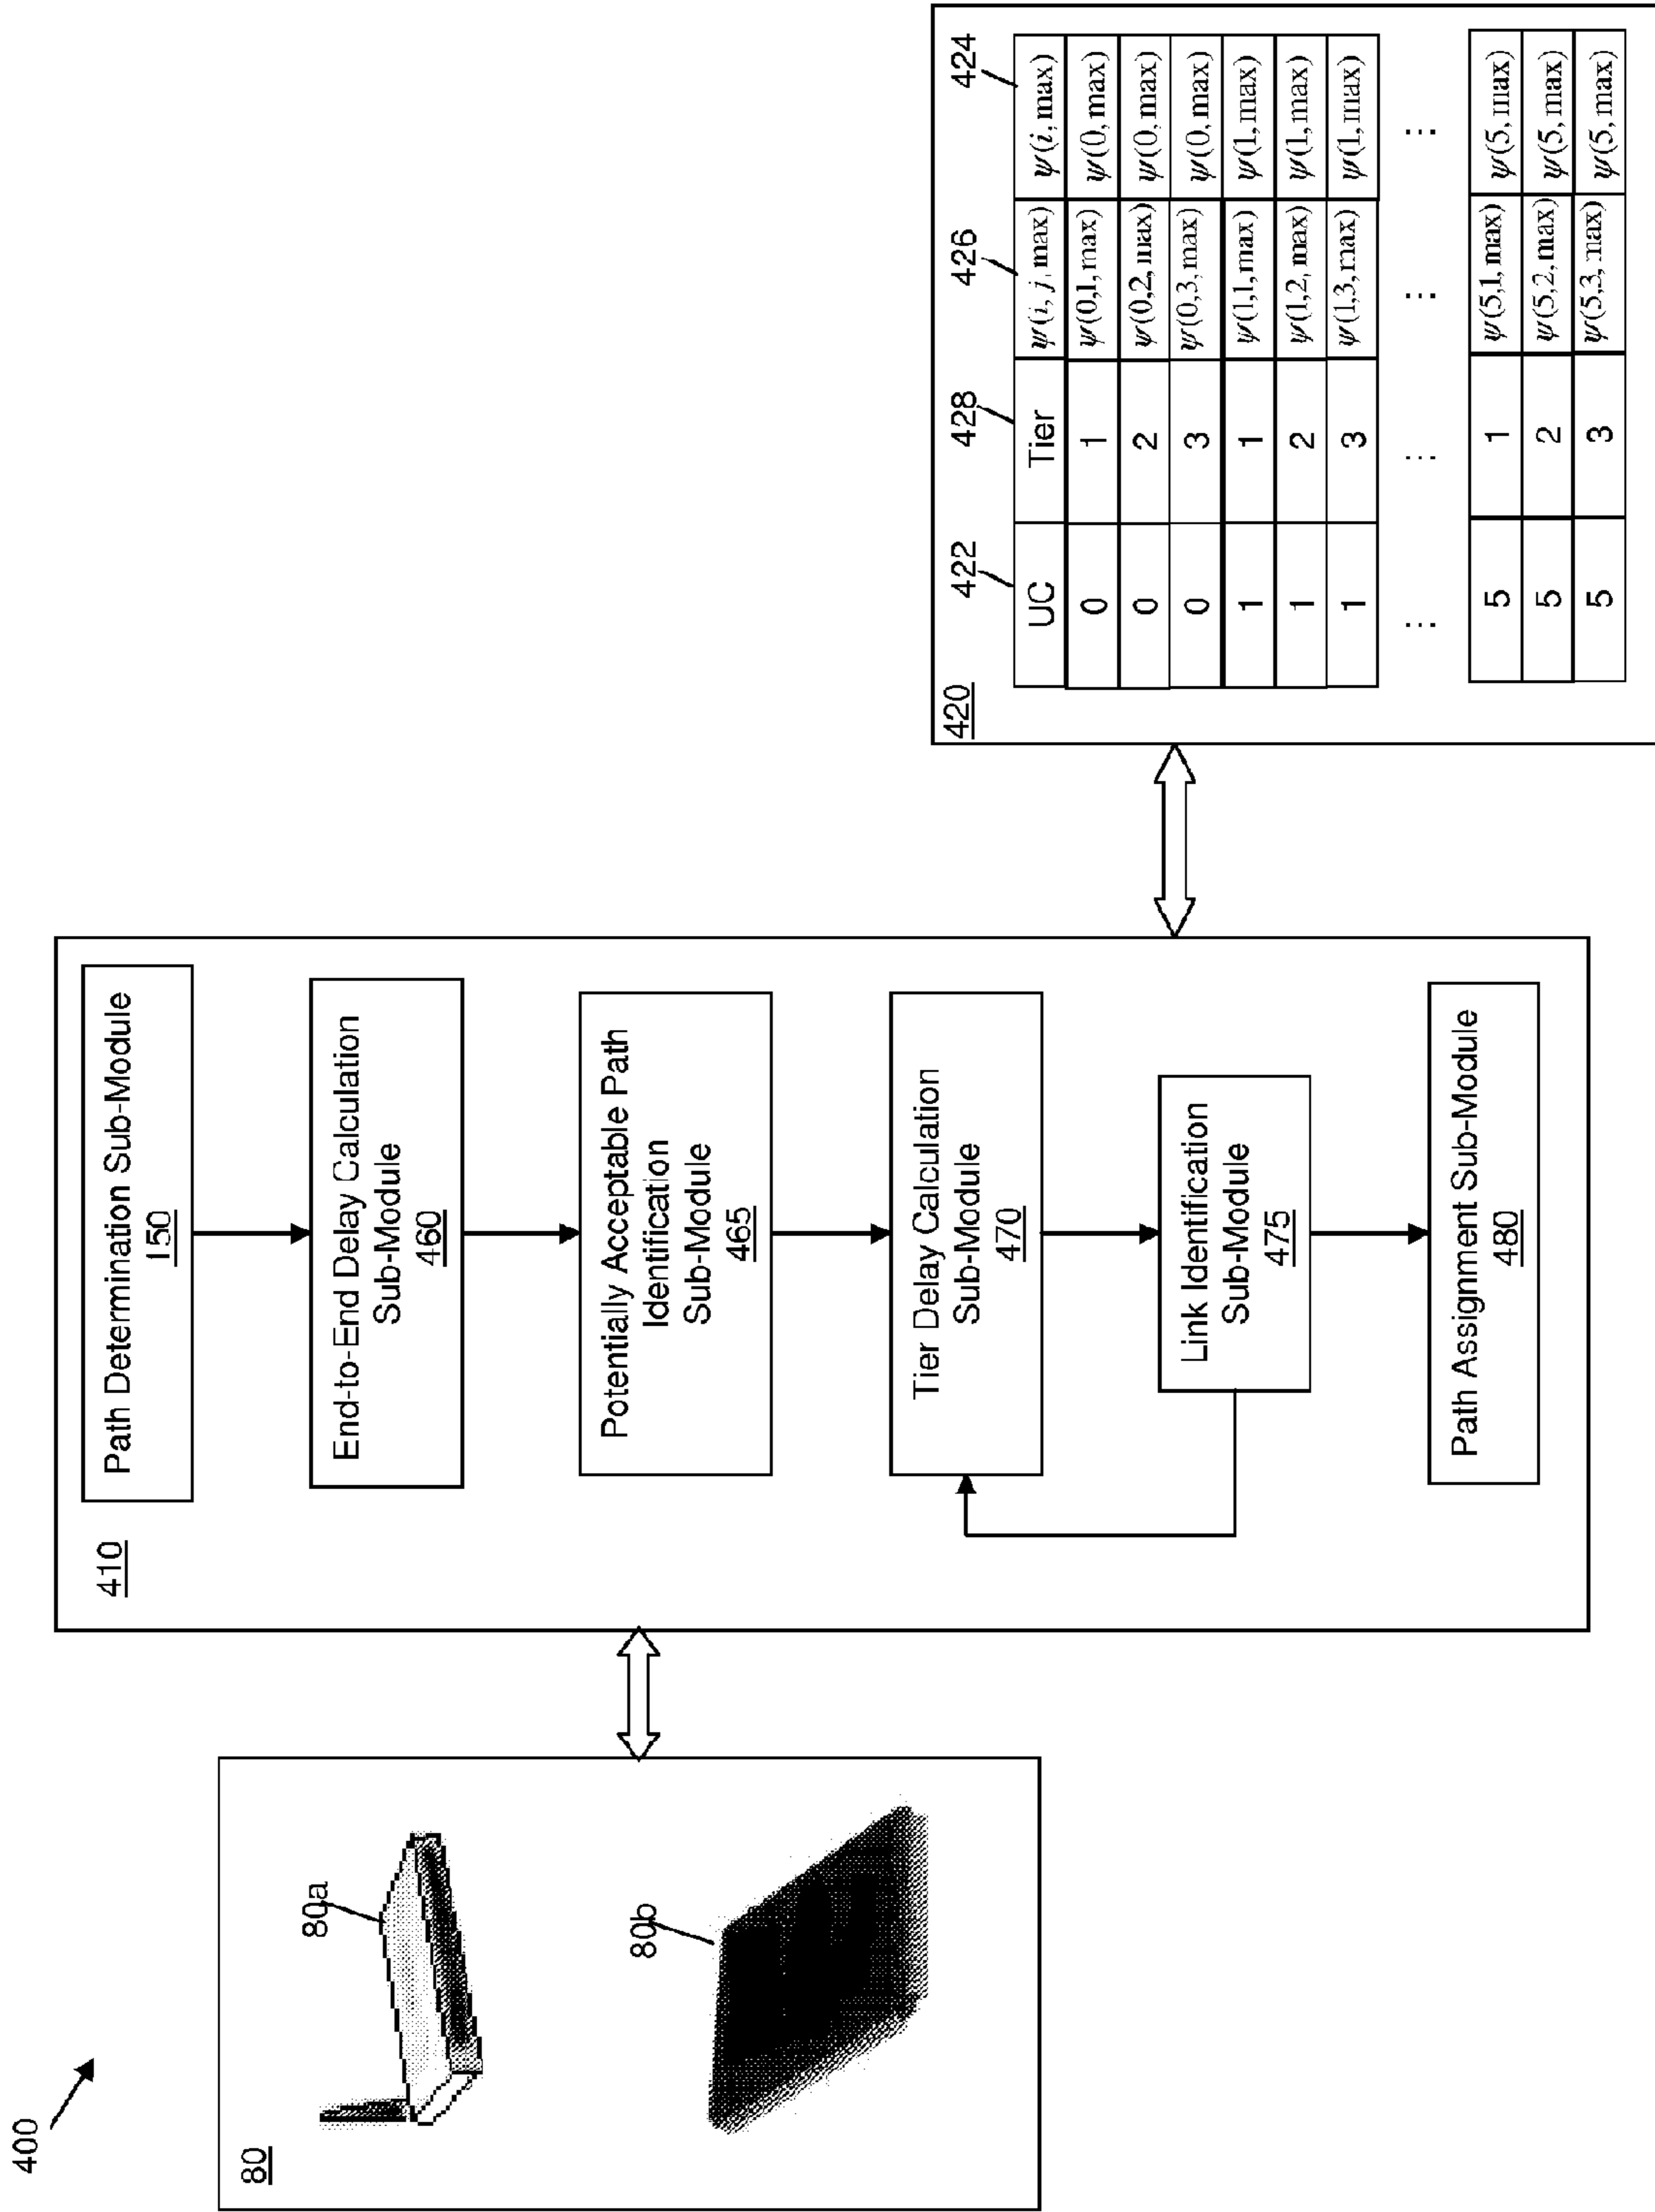 400
80
80a
80b
410
Path Determination Sub-Module
150
End-to-End Delay Calculation
Sub-Module
460
Potentially Acceptable Path
Identification
Sub-Module
465
Tier Delay Calculation
Sub-Module
470
Link Identification
Sub-Module
475
Path Assignment Sub-Module
480
420
422 428 426 424
UC Tier ψ(i, j, max) ψ(i, max)
0 1 ψ(0,1, max) ψ(0, max)
0 2 ψ(0,2, max) ψ(0, max)
0 3 ψ(0,3, max) ψ(0, max)
1 1 ψ(1,1, max) ψ(1, max)
1 2 ψ(1,2, max) ψ(1, max)
1 3 ψ(1,3, max) ψ(1, max)
... ... ... ...
5 1 ψ(5,1, max) ψ(5, max)
5 2 ψ(5,2, max) ψ(5, max)
5 3 ψ(5,3, max) ψ(5, max)